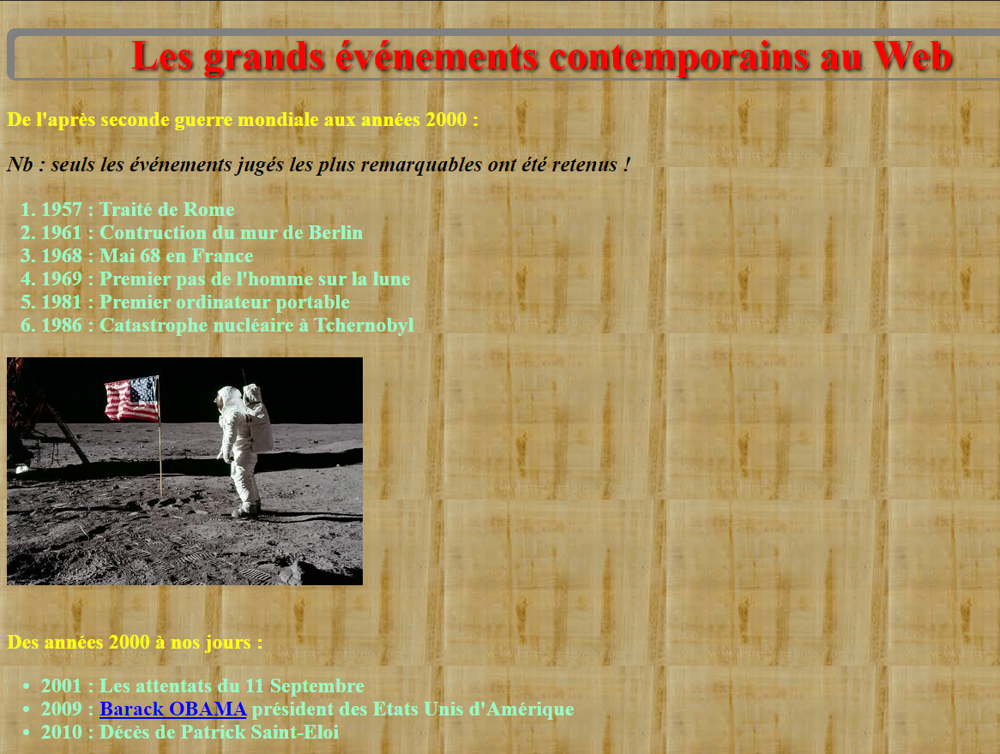 Les grands événements contemporains au Web
De l'après seconde guerre mondiale aux années 2000 :
Nb : seuls les événements jugés les plus remarquables ont été retenus !
1. 1957 : Traité de Rome
2. 1961 : Contruction du mur de Berlin
3. 1968 : Mai 68 en France
4. 1969 : Premier pas de l'homme sur la lune
5. 1981 : Premier ordinateur portable
6. 1986 : Catastrophe nucléaire à Tchernobyl
Des années 2000 à nos jours :
• 2001 : Les attentats du 11 Septembre
• 2009 : Barack OBAMA président des Etats Unis d'Amérique
• 2010 : Décès de Patrick Saint-Eloi